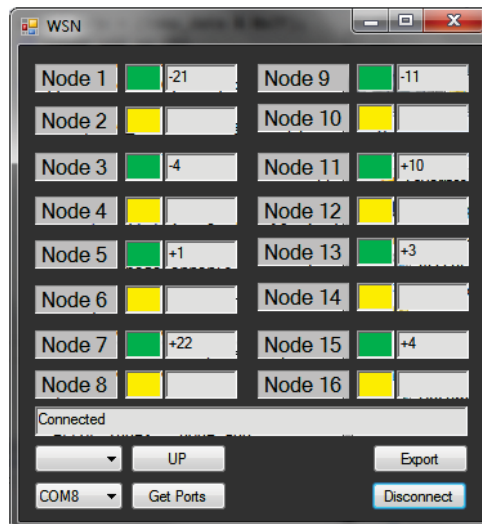 WSN
Node 1 -21 Node 9 -11
Node 2 Node 10
Node 3 -4 Node 11 +10
Node 4 Node 12
Node 5 +1 Node 13 +3
Node 6 Node 14
Node 7 +22 Node 15 +4
Node 8 Node 16
Connected
UP Export
COM8 Get Ports Disconnect